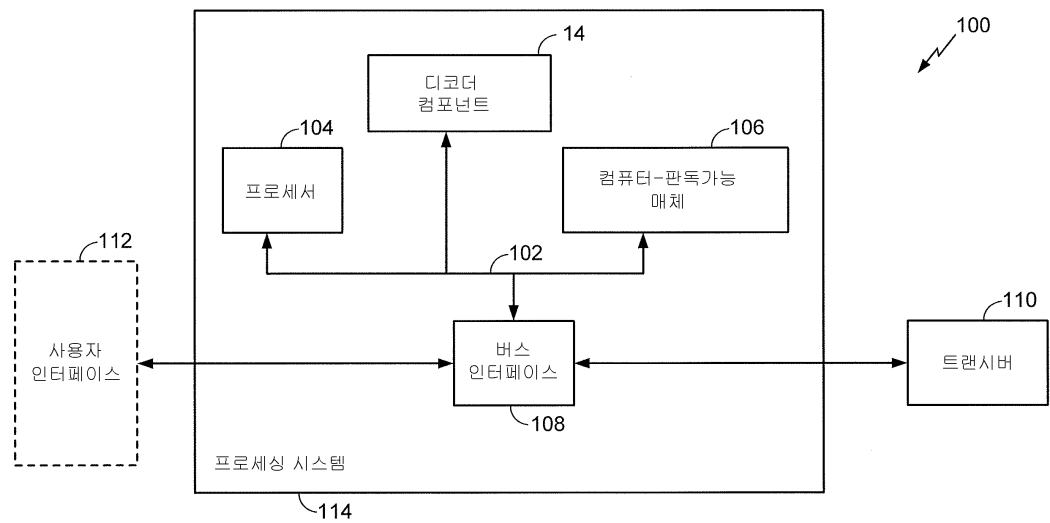 100
14
디코더
컴포넌트
104
프로세서
106
컴퓨터-판독가능
매체
102
112
사용자
인터페이스
버스
인터페이스
108
110
트랜시버
프로세싱 시스템
114